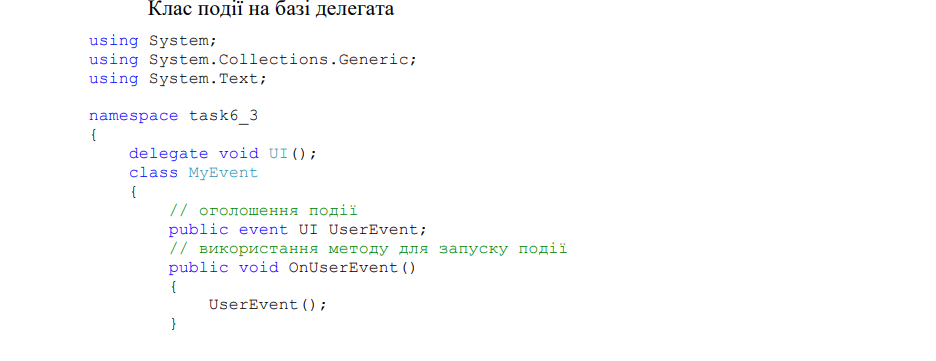 Клас події на базі делегата
using System;
using System.Collections.Generic;
using System.Text;
namespace task6_3
{
delegate void UI();
class MyEvent
{
// оголошення події
public event UI UserEvent;
// використання методу для запуску події
public void OnUserEvent()
{
UserEvent();
}